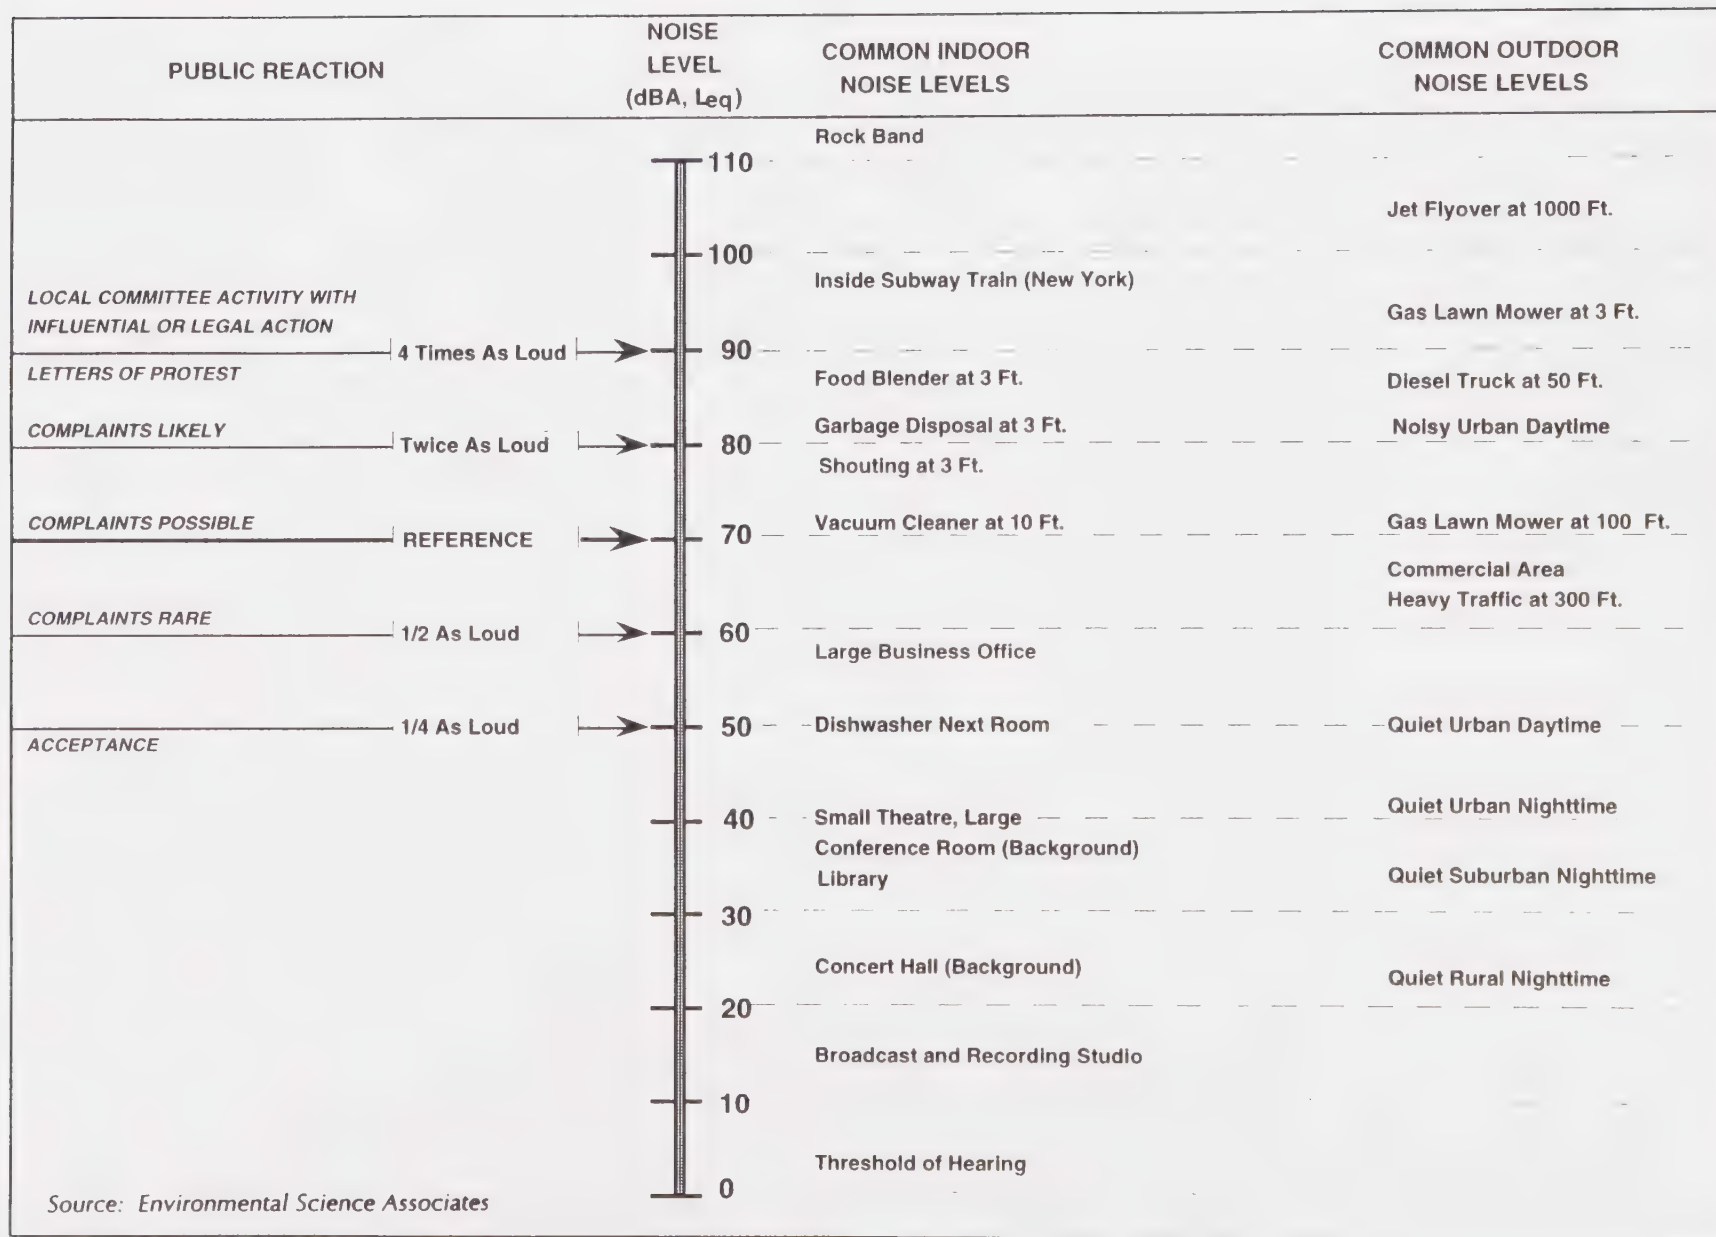 PUBLIC REACTION
NOISE
LEVEL
(dBA, Leq)
COMMON INDOOR
NOISE LEVELS
COMMON OUTDOOR
NOISE LEVELS
Rock Band
110
Jet Flyover at 1000 Ft.
100
Inside Subway Train (New York)
LOCAL COMMITTEE ACTIVITY WITH
INFLUENTIAL OR LEGAL ACTION
Gas Lawn Mower at 3 Ft.
4 Times As Loud
90
LETTERS OF PROTEST
Food Blender at 3 Ft.
Diesel Truck at 50 Ft.
COMPLAINTS LIKELY
Garbage Disposal at 3 Ft.
Noisy Urban Daytime
Twice As Loud
80
Shouting at 3 Ft.
COMPLAINTS POSSIBLE
Vacuum Cleaner at 10 Ft.
Gas Lawn Mower at 100 Ft.
REFERENCE
70
Commercial Area
Heavy Traffic at 300 Ft.
COMPLAINTS RARE
1/2 As Loud
60
Large Business Office
1/4 As Loud
50
Dishwasher Next Room
Quiet Urban Daytime
ACCEPTANCE
Quiet Urban Nighttime
40
Small Theatre, Large
Conference Room (Background)
Library
Quiet Suburban Nighttime
30
Concert Hall (Background)
Quiet Rural Nighttime
20
Broadcast and Recording Studio
10
Threshold of Hearing
0
Source: Environmental Science Associates